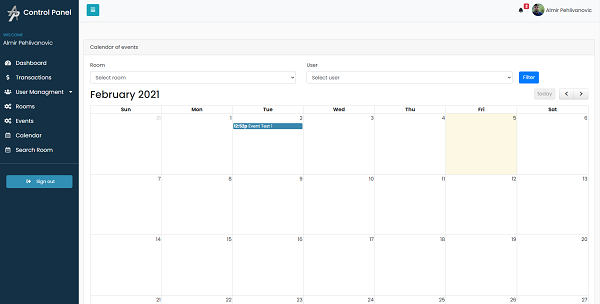 Control Panel
WELCOME
Almir Pehlivanovic
Dashboard
Transactions
User Managment
Rooms
Events
Calendar
Search Room
Sign out
Almir Pehlivanovic
Calendar of events
Room
User
Select room
Select user
Filter
February 2021
today
Sun Mon Tue Wed Thu Fri Sat
31 1 2 3 4 5 6
12:52p Event Test 1
7 8 9 10 11 12 13
14 15 16 17 18 19 20
21 22 23 24 25 26 27